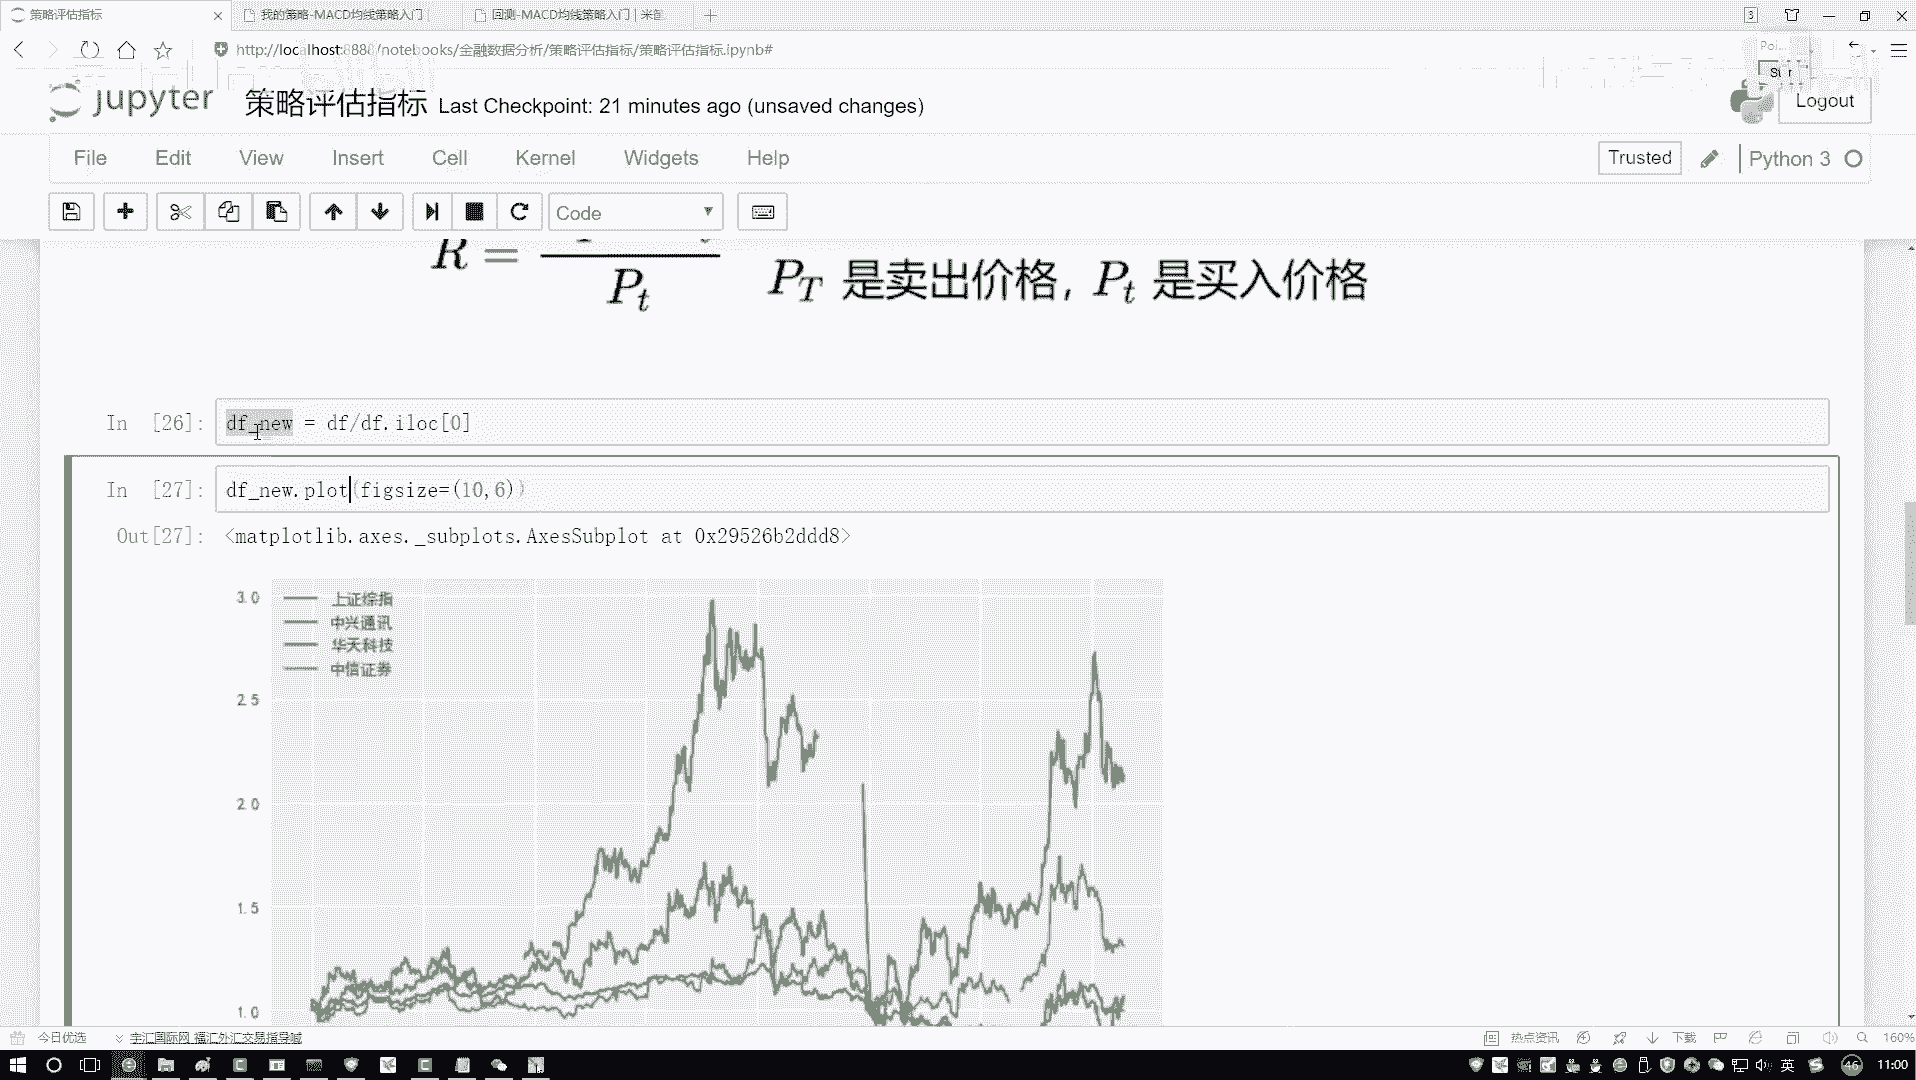 策略评估指标
我的策略-MACD均线策略入门
回测-MACD均线策略入门 | 米筐
3
http://localhost:8888/notebooks/金融数据分析/策略评估指标/策略评估指标.ipynb#
jupyter 策略评估指标 Last Checkpoint: 21 minutes ago (unsaved changes)
Logout
File Edit View Insert Cell Kernel Widgets Help
Trusted
Python 3
Code
R = P_t
P_T 是卖出价格, P_t 是买入价格
In [26]: df_new = df/df.iloc[0]
In [27]: df_new.plot(figsize=(10,6))
Out[27]: <matplotlib.axes._subplots.AxesSubplot at 0x29526b2ddd8>
3.0
上证综指
中兴通讯
华天科技
中信证券
2.5
2.0
1.5
1.0
今日优选
热点资讯
下载
160%
英
46
11:00